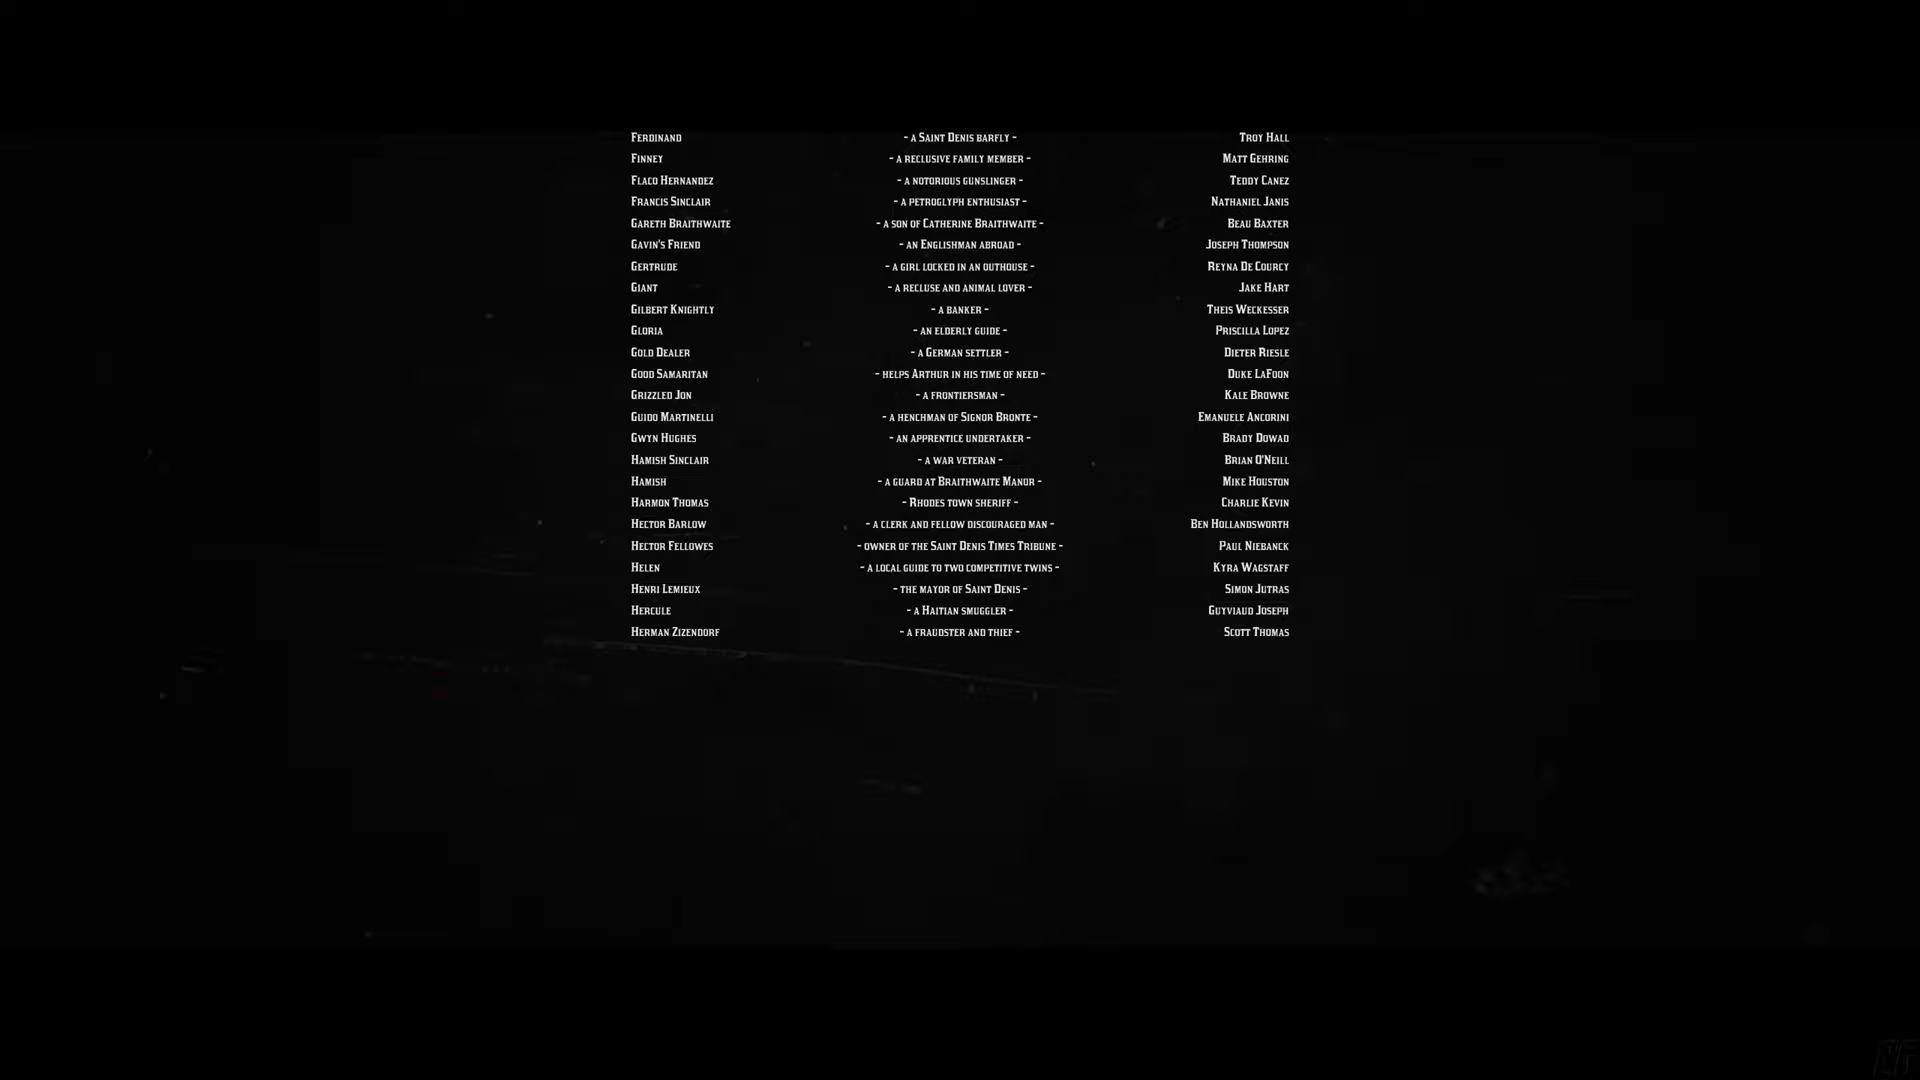 Ferdinand - a Saint Denis barfly - Troy Hall
Finney - a reclusive family member - Matt Gehring
Flaco Hernandez - a notorious gunslinger - Teddy Canez
Francis Sinclair - a petroglyph enthusiast - Nathaniel Janis
Gareth Braithwaite - a son of Catherine Braithwaite - Beau Baxter
Gavin's Friend - an Englishman abroad - Joseph Thompson
Gertrude - a girl locked in an outhouse - Reyna De Courcy
Giant - a recluse and animal lover - Jake Hart
Gilbert Knightly - a banker - Theis Weckesser
Gloria - an elderly guide - Priscilla Lopez
Gold Dealer - a German settler - Dieter Riesle
Good Samaritan - helps Arthur in his time of need - Duke LaFoon
Grizzled Jon - a frontiersman - Kale Browne
Guido Martinelli - a henchman of Signor Bronte - Emanuele Ancorini
Gwyn Hughes - an apprentice undertaker - Brady Dowad
Hamish Sinclair - a war veteran - Brian O'Neill
Hamish - a guard at Braithwaite Manor - Mike Houston
Harmon Thomas - Rhodes town sheriff - Charlie Kevin
Hector Barlow - a clerk and fellow discouraged man - Ben Hollandsworth
Hector Fellowes - owner of the Saint Denis Times Tribune - Paul Niebanck
Helen - a local guide to two competitive twins - Kyra Wagstaff
Henri Lemieux - the mayor of Saint Denis - Simon Jutras
Hercule - a Haitian smuggler - Guyviaud Joseph
Herman Zizendorf - a fraudster and thief - Scott Thomas